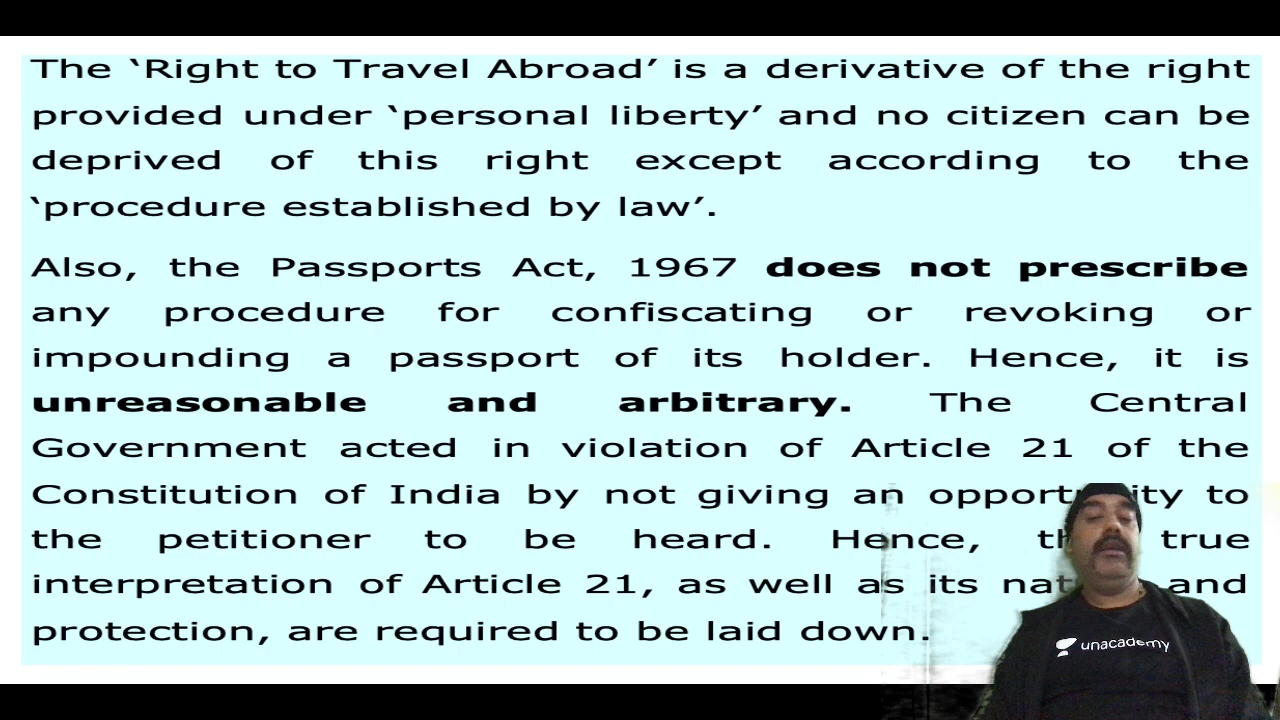 The ‘Right to Travel Abroad’ is a derivative of the right
provided under ‘personal liberty’ and no citizen can be
deprived of this right except according to the
‘procedure established by law’.
Also, the Passports Act, 1967 does not prescribe
any procedure for confiscating or revoking or
impounding a passport of its holder. Hence, it is
unreasonable and arbitrary. The Central
Government acted in violation of Article 21 of the
Constitution of India by not giving an opportunity to
the petitioner to be heard. Hence, the true
interpretation of Article 21, as well as its nature and
protection, are required to be laid down.
unacademy